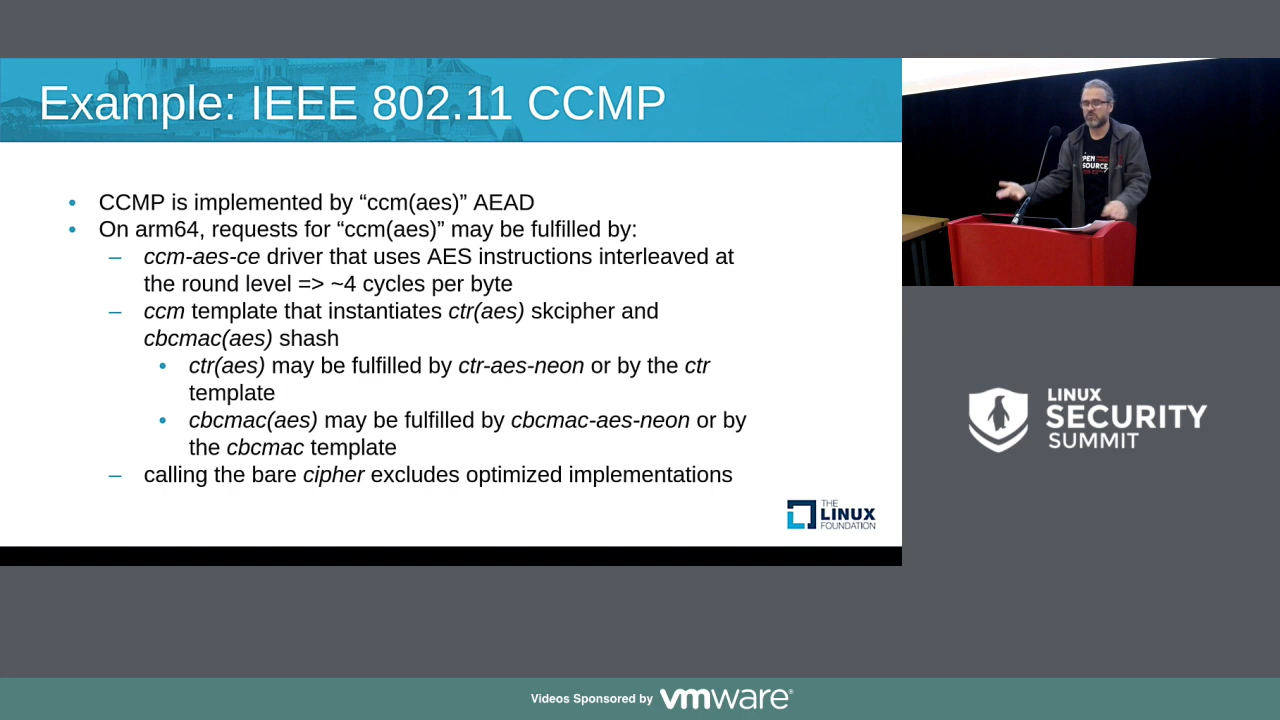 Example: IEEE 802.11 CCMP
• CCMP is implemented by “ccm(aes)” AEAD
• On arm64, requests for “ccm(aes)” may be fulfilled by:
– ccm-aes-ce driver that uses AES instructions interleaved at
the round level => ~4 cycles per byte
– ccm template that instantiates ctr(aes) skcipher and
cbcmac(aes) shash
• ctr(aes) may be fulfilled by ctr-aes-neon or by the ctr
template
• cbcmac(aes) may be fulfilled by cbcmac-aes-neon or by
the cbcmac template
– calling the bare cipher excludes optimized implementations
THE
LINUX
FOUNDATION
SOURCE
LINUX
SECURITY
SUMMIT
Videos Sponsored by vmware®